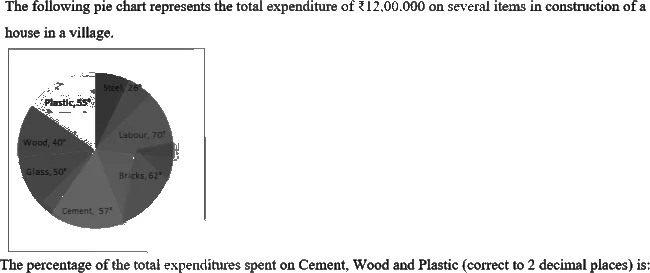 The following pie chart represents the total expenditure of ₹12,00,000 on several items in construction of a
house in a village.
Steel, 26°
Plastic, 55°
Labour, 70°
Wood, 40°
Glass, 50°
Bricks, 62°
Cement, 57°
The percentage of the total expenditures spent on Cement, Wood and Plastic (correct to 2 decimal places) is: